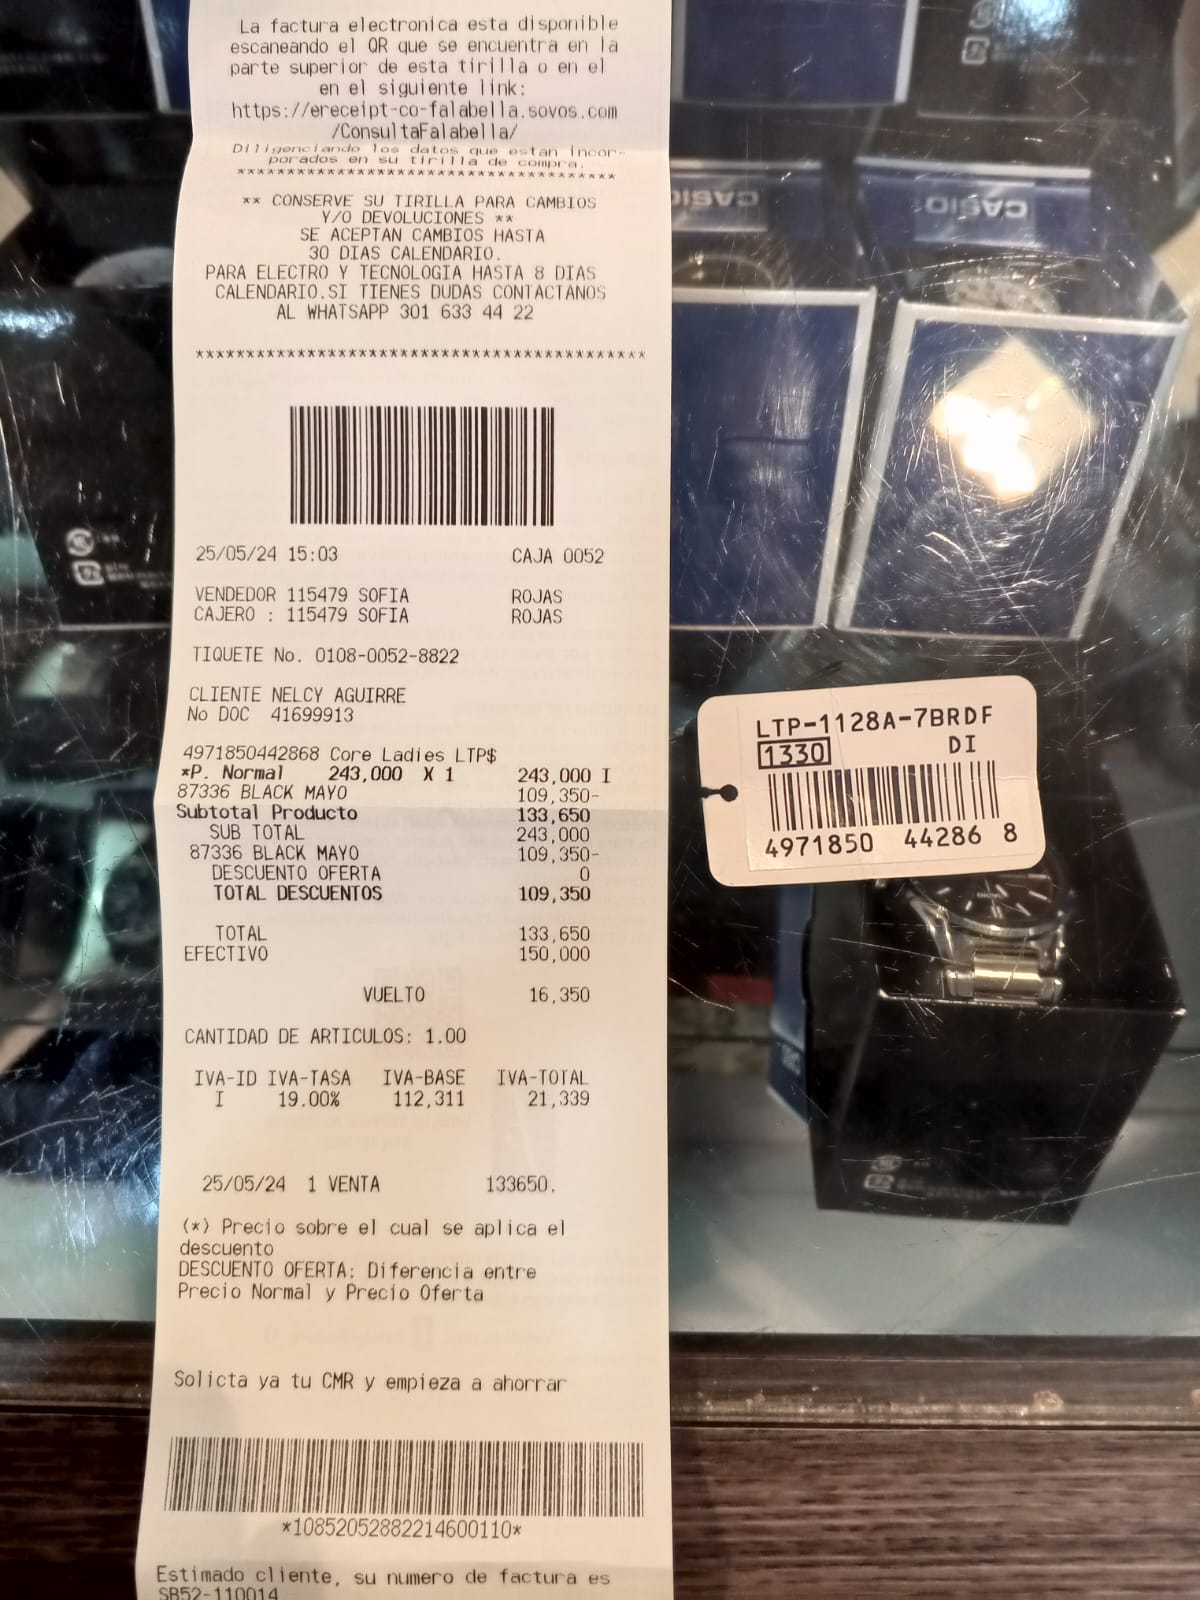 La factura electronica esta disponible
escaneando el QR que se encuentra en la
parte superior de esta tirilla o en el
en el siguiente link:
https://ereceipt-co-falabella.sovos.com
/ConsultaFalabella/
Diligenciando los datos que estan incor-
porados en su tirilla de compra.
*************************************
** CONSERVE SU TIRILLA PARA CAMBIOS
Y/O DEVOLUCIONES **
SE ACEPTAN CAMBIOS HASTA
30 DIAS CALENDARIO.
PARA ELECTRO Y TECNOLOGIA HASTA 8 DIAS
CALENDARIO.SI TIENES DUDAS CONTACTANOS
AL WHATSAPP 301 633 44 22
********************************************
25/05/24 15:03 CAJA 0052
VENDEDOR 115479 SOFIA ROJAS
CAJERO : 115479 SOFIA ROJAS
TIQUETE No. 0108-0052-8822
CLIENTE NELCY AGUIRRE
No DOC 41699913
4971850442868 Core Ladies LTP$
*P. Normal 243,000 X 1 243,000 I
87336 BLACK MAYO 109,350-
Subtotal Producto 133,650
SUB TOTAL 243,000
87336 BLACK MAYO 109,350-
DESCUENTO OFERTA 0
TOTAL DESCUENTOS 109,350
TOTAL 133,650
EFECTIVO 150,000
VUELTO 16,350
CANTIDAD DE ARTICULOS: 1.00
IVA-ID IVA-TASA IVA-BASE IVA-TOTAL
I 19.00% 112,311 21,339
25/05/24 1 VENTA 133650.
(*) Precio sobre el cual se aplica el
descuento
DESCUENTO OFERTA: Diferencia entre
Precio Normal y Precio Oferta
Solicta ya tu CMR y empieza a ahorrar
*10852052882214600110*
Estimado cliente, su numero de factura es
SB52-110014
CASIO
CASIO
LTP-1128A-7BRDF
1330 DI
4971850 44286 8